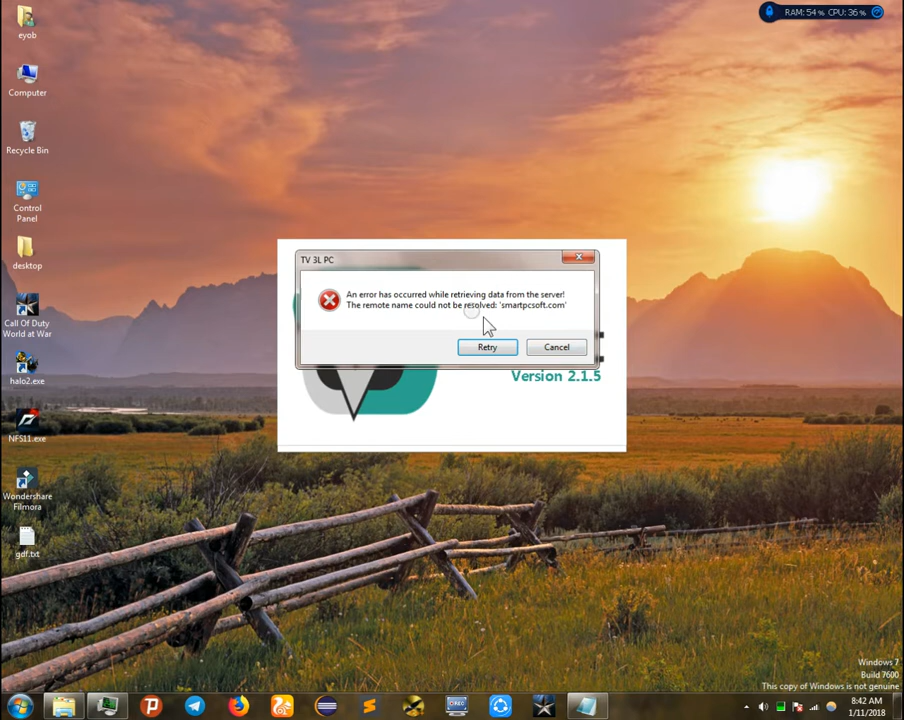 eyob
RAM: 54 % CPU: 36 %
Computer
Recycle Bin
Control
Panel
desktop
Call Of Duty
World at War
halo2.exe
NFS11.exe
Wondershare
Filmora
gdf.txt
TV 3L PC
An error has occurred while retrieving data from the server!
The remote name could not be resolved: 'smartpcsoft.com'
Retry
Cancel
Version 2.1.5
Windows 7
Build 7600
This copy of Windows is not genuine
8:42 AM
1/11/2018